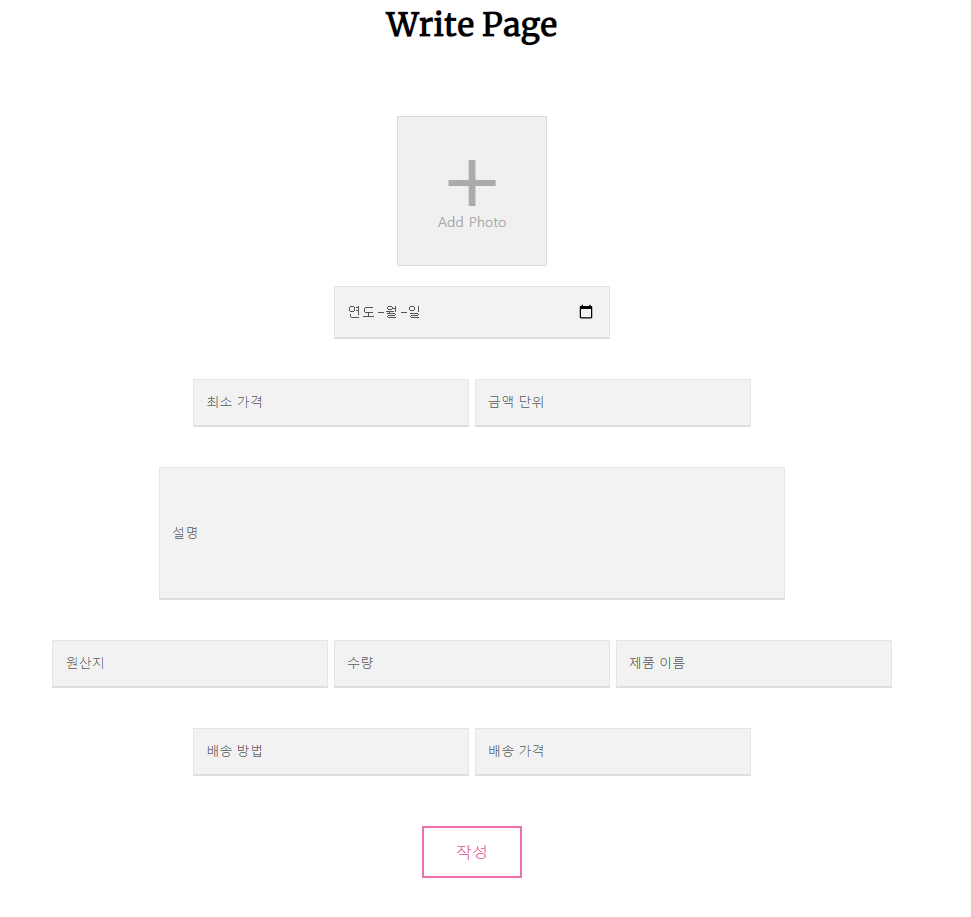 Write Page
Add Photo
연도-월-일
최소 가격 금액 단위
설명
원산지 수량 제품 이름
배송 방법 배송 가격
작성